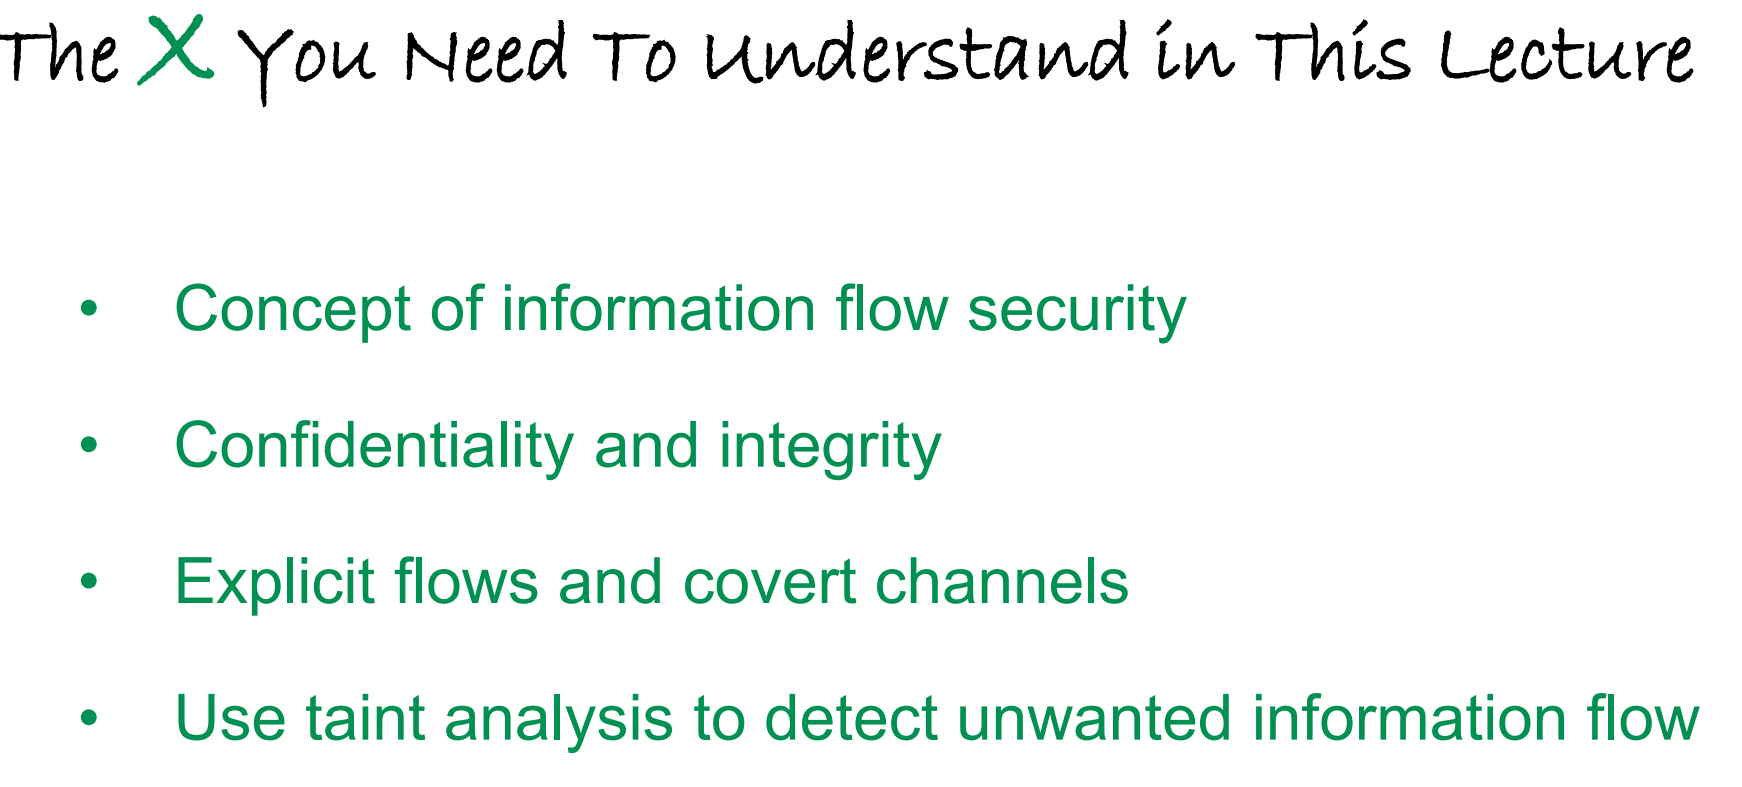 The X You Need To Understand in This Lecture
• Concept of information flow security
• Confidentiality and integrity
• Explicit flows and covert channels
• Use taint analysis to detect unwanted information flow